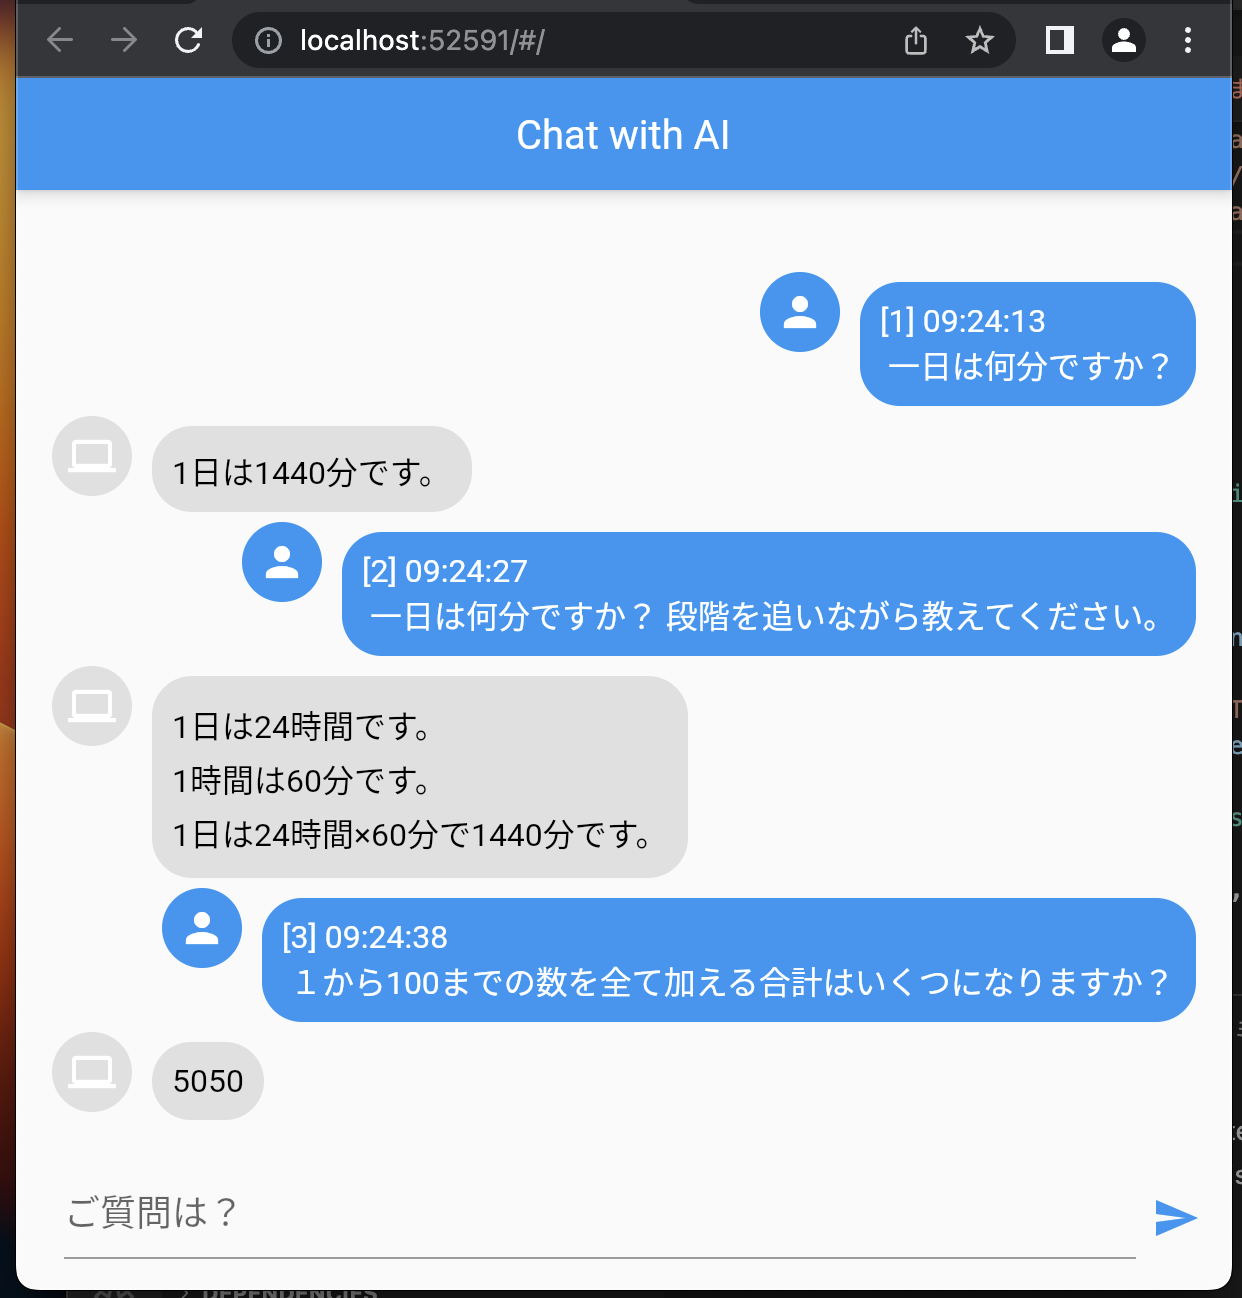 localhost:52591/#/
Chat with AI
[1] 09:24:13
一日は何分ですか？
1日は1440分です。
[2] 09:24:27
一日は何分ですか？ 段階を追いながら教えてください。
1日は24時間です。
1時間は60分です。
1日は24時間×60分で1440分です。
[3] 09:24:38
１から100までの数を全て加える合計はいくつになりますか？
5050
ご質問は？
DEPENDENCIES